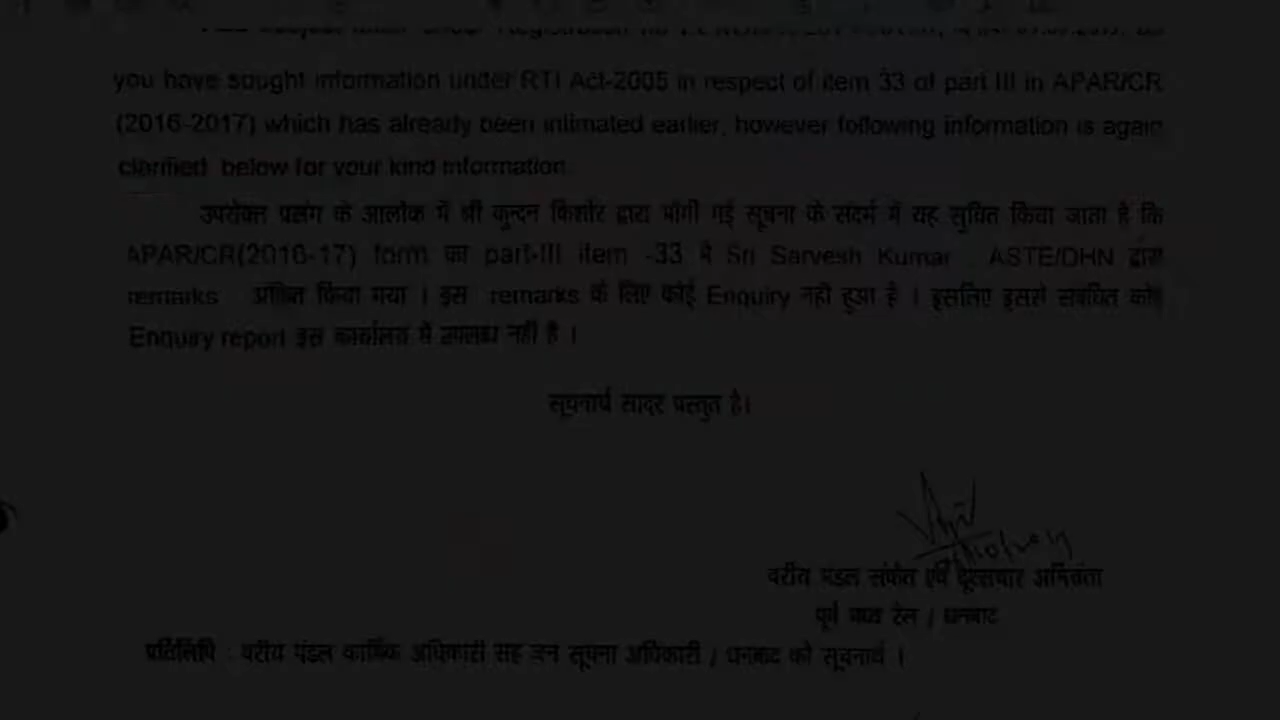 you have sought information under RTI Act-2005 in respect of item 33 of part III in APAR/CR
(2016-2017) which has already been intimated earlier, however following information is again
clarified below for your kind information.
उपरोक्त प्रसंग के आलोक में श्री कुन्दन किशोर द्वारा माँगी गई सूचना के संदर्भ में यह सुचित किया जाता है कि
APAR/CR(2016-17) form का part-III item -33 मे Sri Sarvesh Kumar ASTE/DHN द्वारा
remarks अंकित किया गया । इस remarks के लिए कोई Enquiry नही हुआ है । इसलिए इससे संबंधित कोई
Enquiry report इस कार्यालय में उपलब्ध नहीं है ।
सूचनार्थ सादर प्रस्तुत है।
वरीय मंडल संकेत एवं दूरसंचार अभियंता
पूर्व मध्य रेल / धनबाद
प्रतिलिपि : वरीय मंडल कार्मिक अधिकारी सह जन सूचना अधिकारी / धनबाद को सूचनार्थ ।